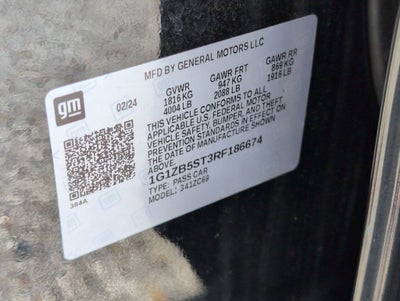 gm
MFD BY GENERAL MOTORS LLC
02/24
GVWR GAWR FRT GAWR RR
1816 KG 947 KG 869 KG
4004 LB 2088 LB 1916 LB
THIS VEHICLE CONFORMS TO ALL
APPLICABLE U.S. FEDERAL MOTOR
VEHICLE SAFETY, BUMPER, AND THEFT
PREVENTION STANDARDS IN EFFECT ON
THE DATE OF MANUFACTURE SHOWN
ABOVE.
1G1ZB5ST3RF186674
TYPE: PASS CAR
MODEL: 341ZC69
384A